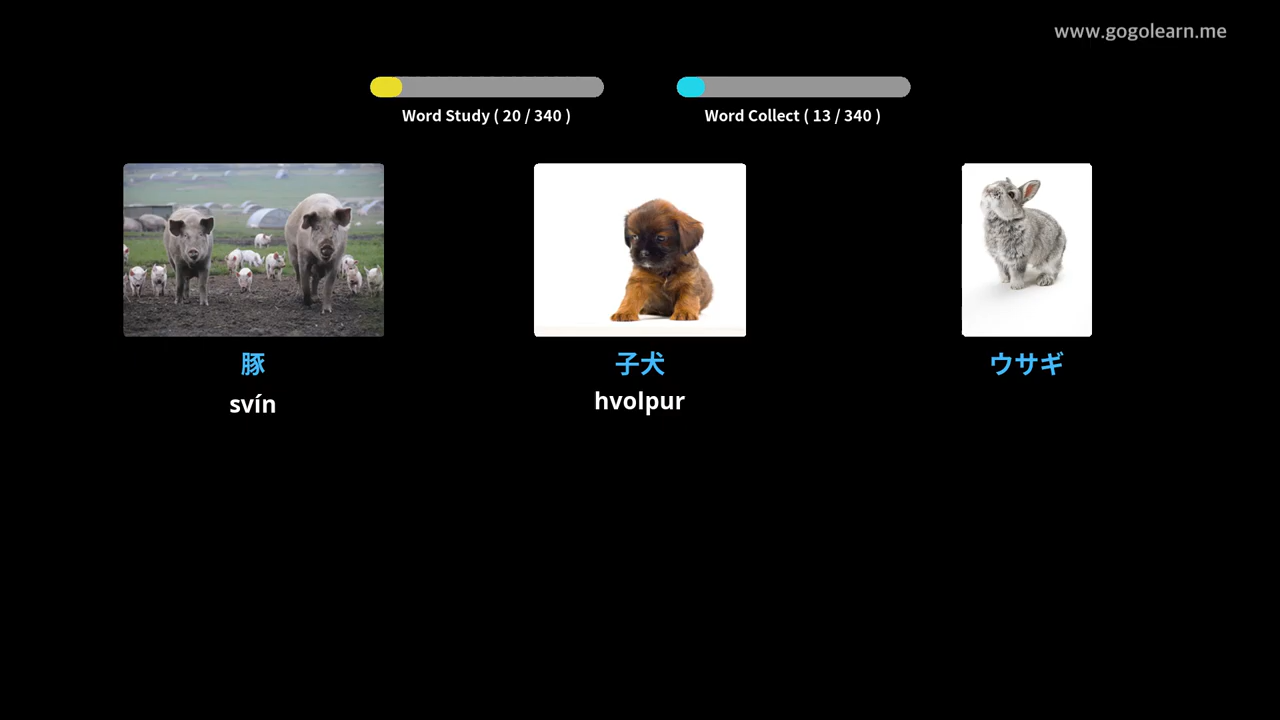 www.gogolearn.me
Word Study ( 20 / 340 )
Word Collect ( 13 / 340 )
豚
子犬
ウサギ
svín
hvolpur